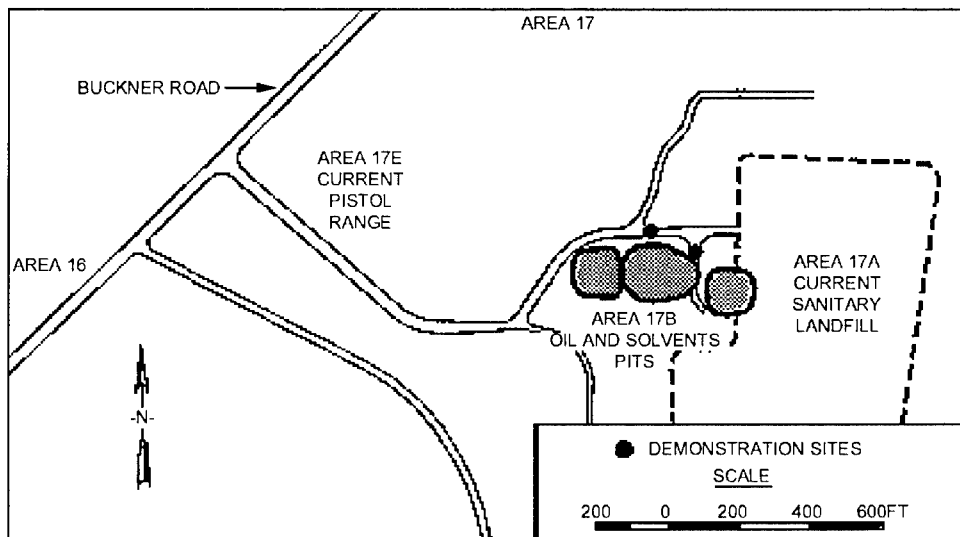 AREA 17
BUCKNER ROAD
AREA 17E
CURRENT
PISTOL
RANGE
AREA 16
AREA 17A
CURRENT
SANITARY
LANDFILL
AREA 17B
OIL AND SOLVENTS
PITS
-N-
DEMONSTRATION SITES
SCALE
200 0 200 400 600FT